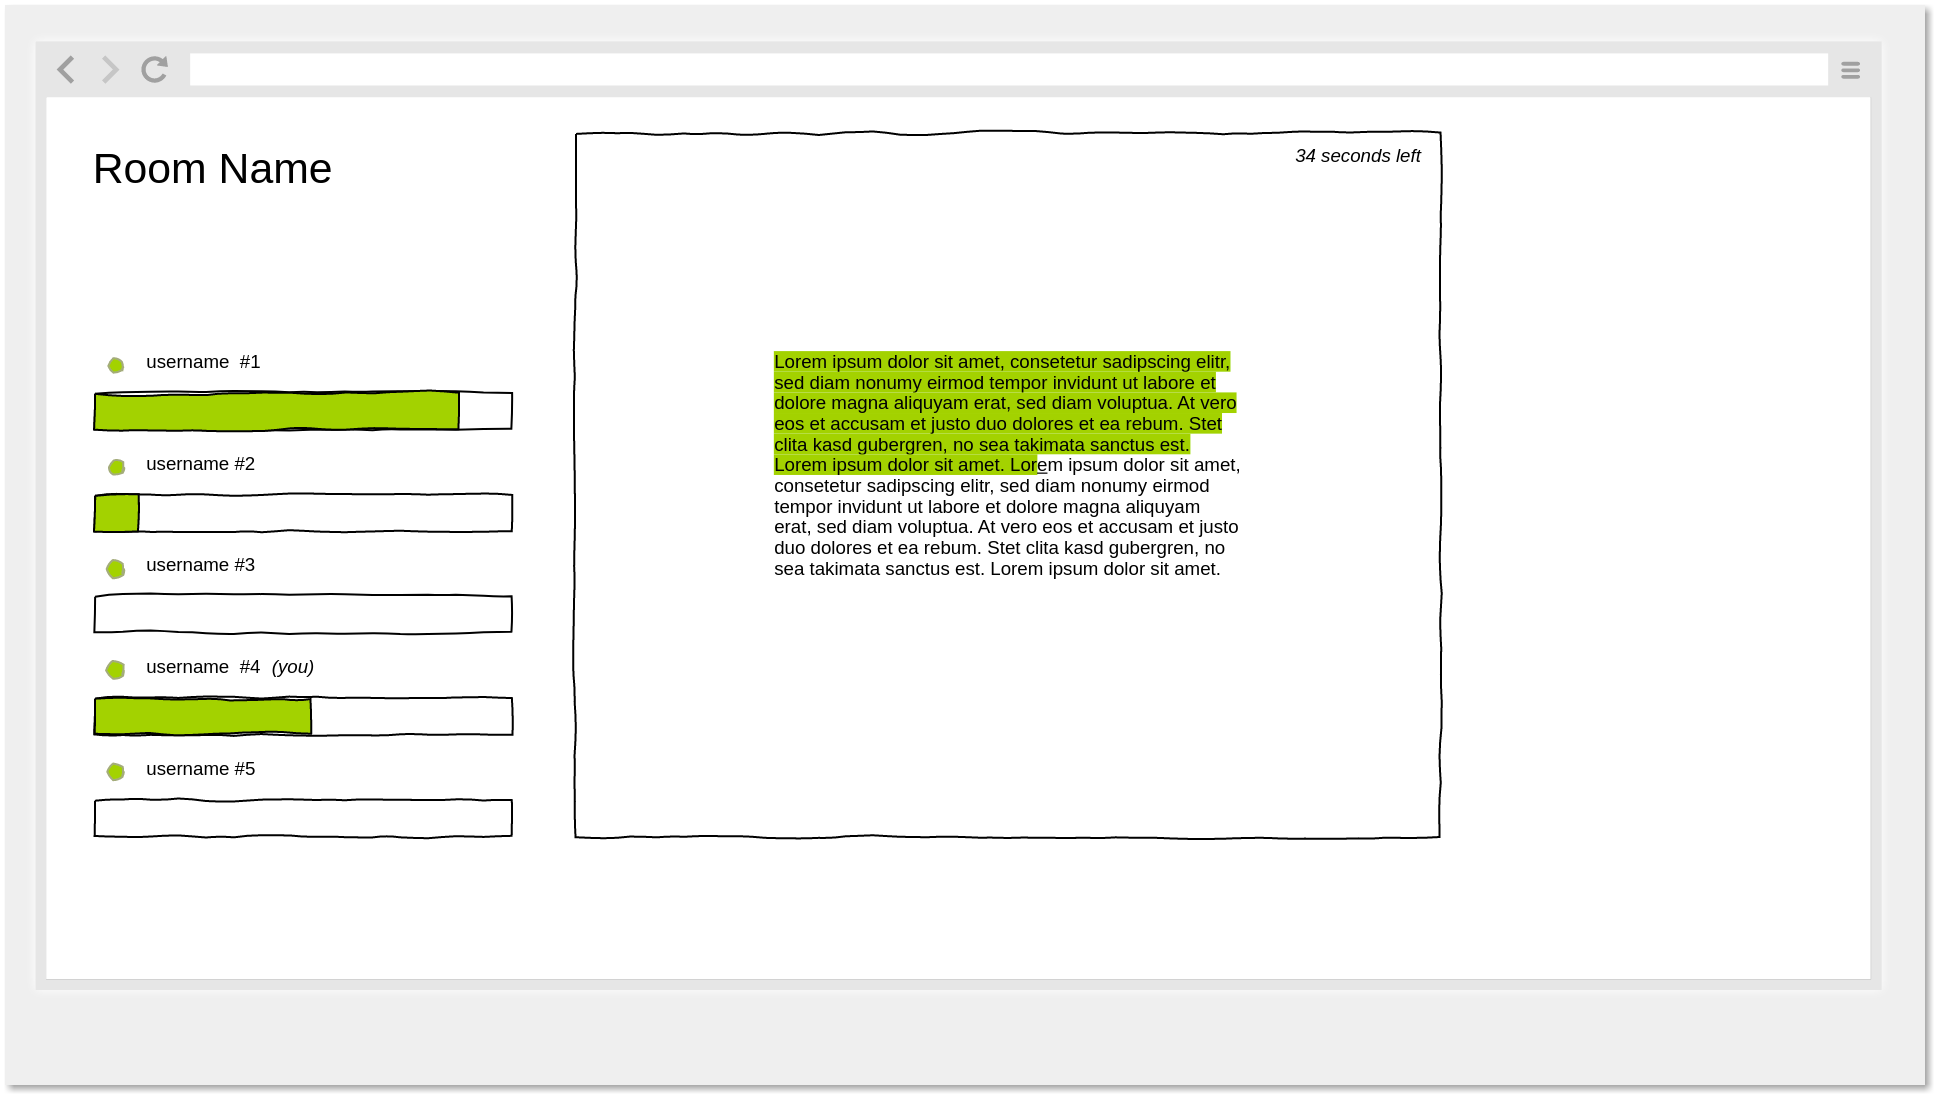 Room Name
username #1
username #2
username #3
username #4 (you)
username #5
34 seconds left
Lorem ipsum dolor sit amet, consetetur sadipscing elitr,
sed diam nonumy eirmod tempor invidunt ut labore et
dolore magna aliquyam erat, sed diam voluptua. At vero
eos et accusam et justo duo dolores et ea rebum. Stet
clita kasd gubergren, no sea takimata sanctus est.
Lorem ipsum dolor sit amet. Lorem ipsum dolor sit amet,
consetetur sadipscing elitr, sed diam nonumy eirmod
tempor invidunt ut labore et dolore magna aliquyam
erat, sed diam voluptua. At vero eos et accusam et justo
duo dolores et ea rebum. Stet clita kasd gubergren, no
sea takimata sanctus est. Lorem ipsum dolor sit amet.